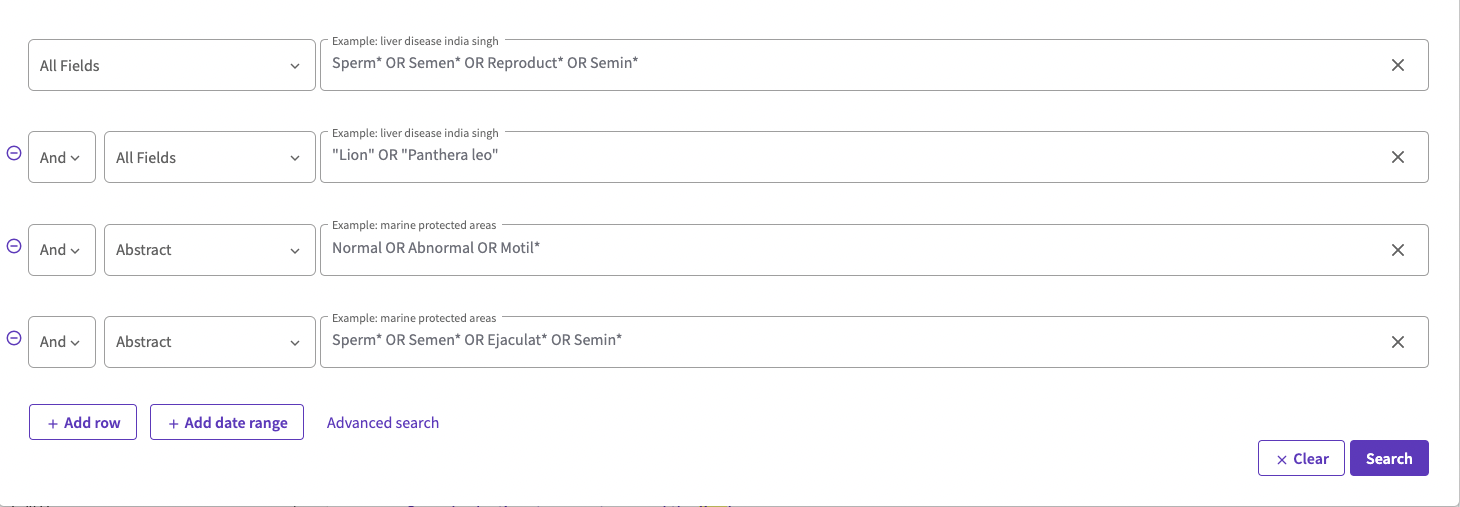 Example: liver disease india singh
All Fields Sperm* OR Semen* OR Reproduct* OR Semin*
Example: liver disease india singh
And All Fields "Lion" OR "Panthera leo"
Example: marine protected areas
And Abstract Normal OR Abnormal OR Motil*
Example: marine protected areas
And Abstract Sperm* OR Semen* OR Ejaculat* OR Semin*
+ Add row + Add date range Advanced search
× Clear Search